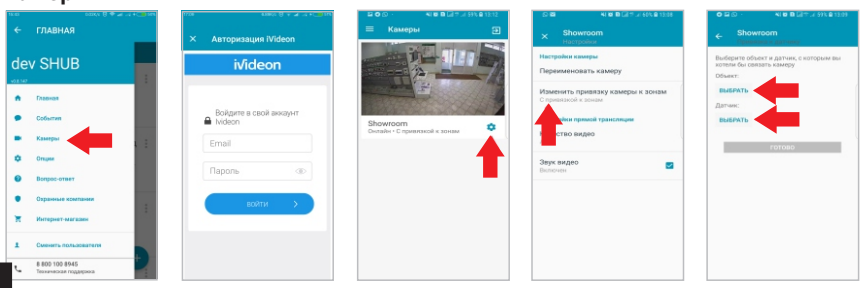 ГЛАВНАЯ
dev SHUB
Главная
События
Камеры
Опции
Вопрос-ответ
Охранные компании
Интернет-магазин
Сменить пользователя
8 800 100 8945
Техническая поддержка
Авторизация iVideon
iVideon
Войдите в свой аккаунт
Ivideon
Email
Пароль
ВОЙТИ
Камеры
Showroom
Онлайн • С привязкой к зонам
Showroom
Настройки
Настройки камеры
Переименовать камеру
Изменить привязку камеры к зонам
С привязкой к зонам
прямой трансляции
видео
Звук видео
Включен
Showroom
Выберите объект и датчик, с которым вы
хотели бы связать камеру
Объект:
ВЫБРАТЬ
Датчик:
ВЫБРАТЬ
ГОТОВО